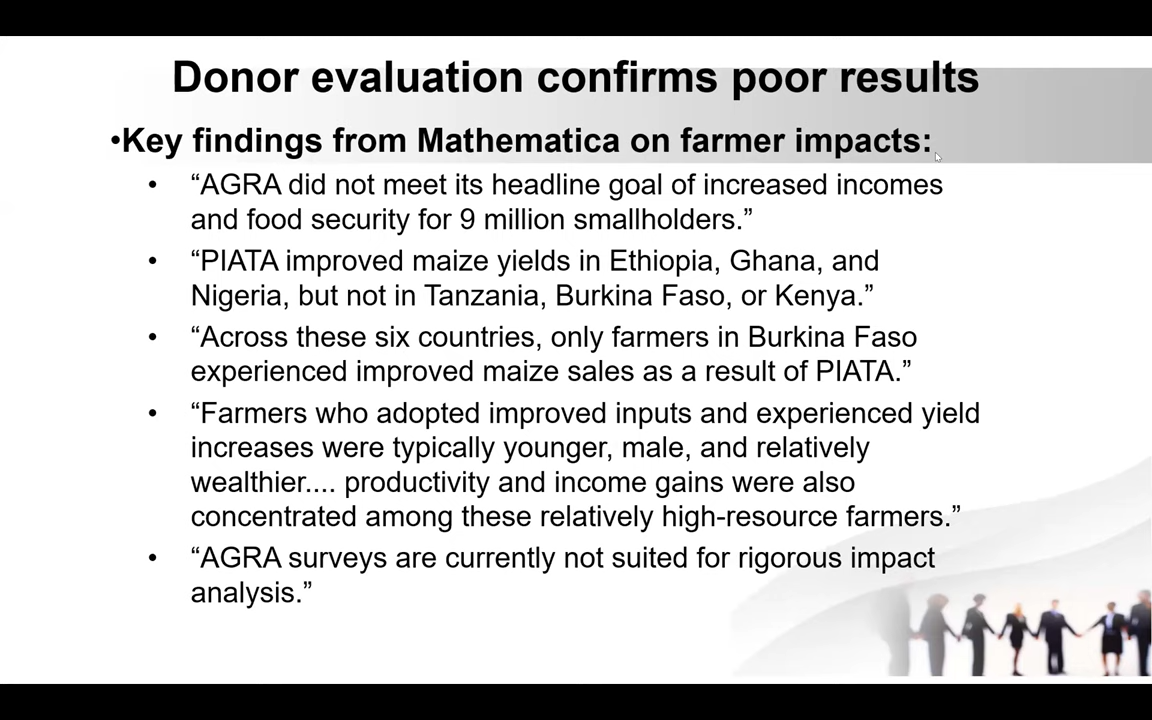 Donor evaluation confirms poor results
•Key findings from Mathematica on farmer impacts:
• “AGRA did not meet its headline goal of increased incomes
and food security for 9 million smallholders.”
• “PIATA improved maize yields in Ethiopia, Ghana, and
Nigeria, but not in Tanzania, Burkina Faso, or Kenya.”
• “Across these six countries, only farmers in Burkina Faso
experienced improved maize sales as a result of PIATA.”
• “Farmers who adopted improved inputs and experienced yield
increases were typically younger, male, and relatively
wealthier.... productivity and income gains were also
concentrated among these relatively high-resource farmers.”
• “AGRA surveys are currently not suited for rigorous impact
analysis.”